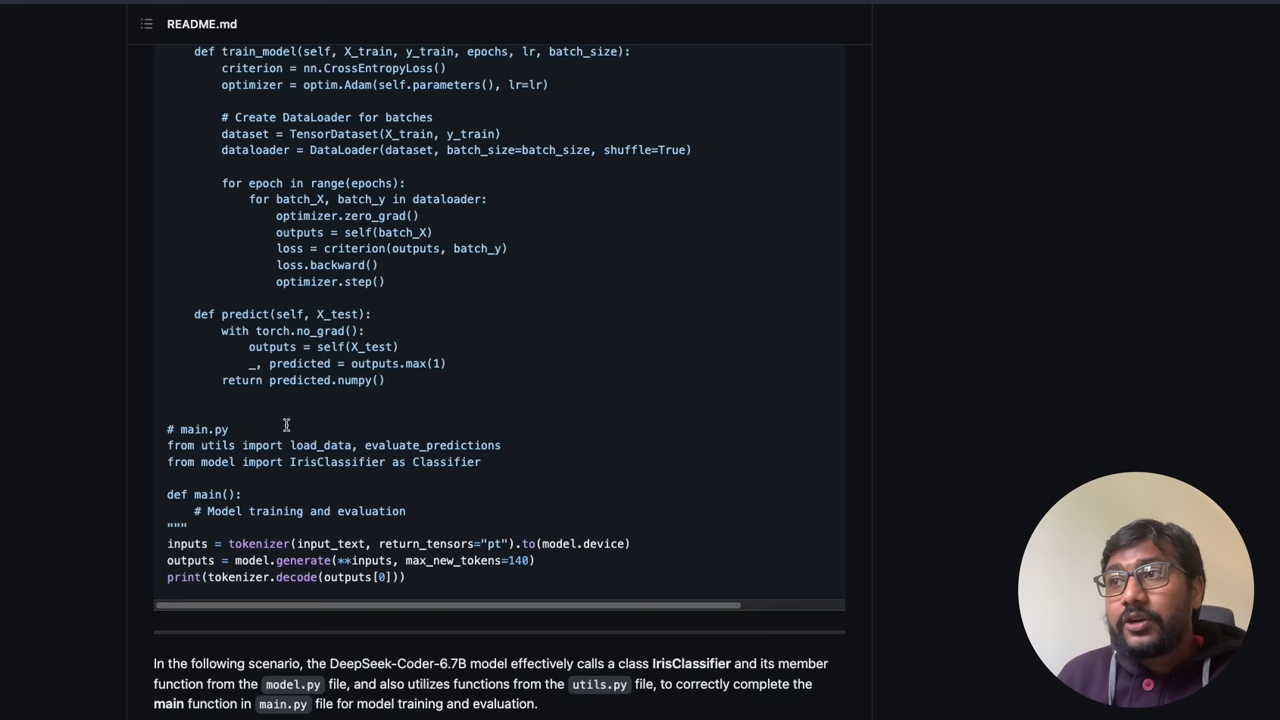 README.md
def train_model(self, X_train, y_train, epochs, lr, batch_size):
criterion = nn.CrossEntropyLoss()
optimizer = optim.Adam(self.parameters(), lr=lr)
# Create DataLoader for batches
dataset = TensorDataset(X_train, y_train)
dataloader = DataLoader(dataset, batch_size=batch_size, shuffle=True)
for epoch in range(epochs):
for batch_X, batch_y in dataloader:
optimizer.zero_grad()
outputs = self(batch_X)
loss = criterion(outputs, batch_y)
loss.backward()
optimizer.step()
def predict(self, X_test):
with torch.no_grad():
outputs = self(X_test)
_, predicted = outputs.max(1)
return predicted.numpy()
# main.py
from utils import load_data, evaluate_predictions
from model import IrisClassifier as Classifier
def main():
# Model training and evaluation
"""
inputs = tokenizer(input_text, return_tensors="pt").to(model.device)
outputs = model.generate(**inputs, max_new_tokens=140)
print(tokenizer.decode(outputs[0]))
In the following scenario, the DeepSeek-Coder-6.7B model effectively calls a class IrisClassifier and its member
function from the model.py file, and also utilizes functions from the utils.py file, to correctly complete the
main function in main.py file for model training and evaluation.